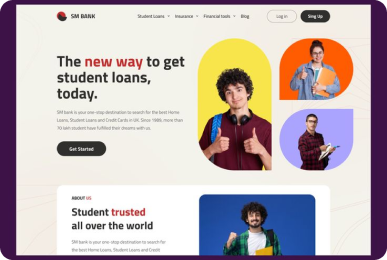 SM BANK
Student Loans Insurance Financial tools Blog
Log in
Sing Up
The new way to get
student loans,
today.
SM bank is your one-stop destination to search for the best Home
Loans, Student Loans and Credit Cards in UK. Since 1989, more than
10 lakh student have fulfilled their dreams with us.
Get Started
ABOUT US
Student trusted
all over the world
SM bank is your one-stop destination to search for
the best Home Loans, Student Loans and Credit